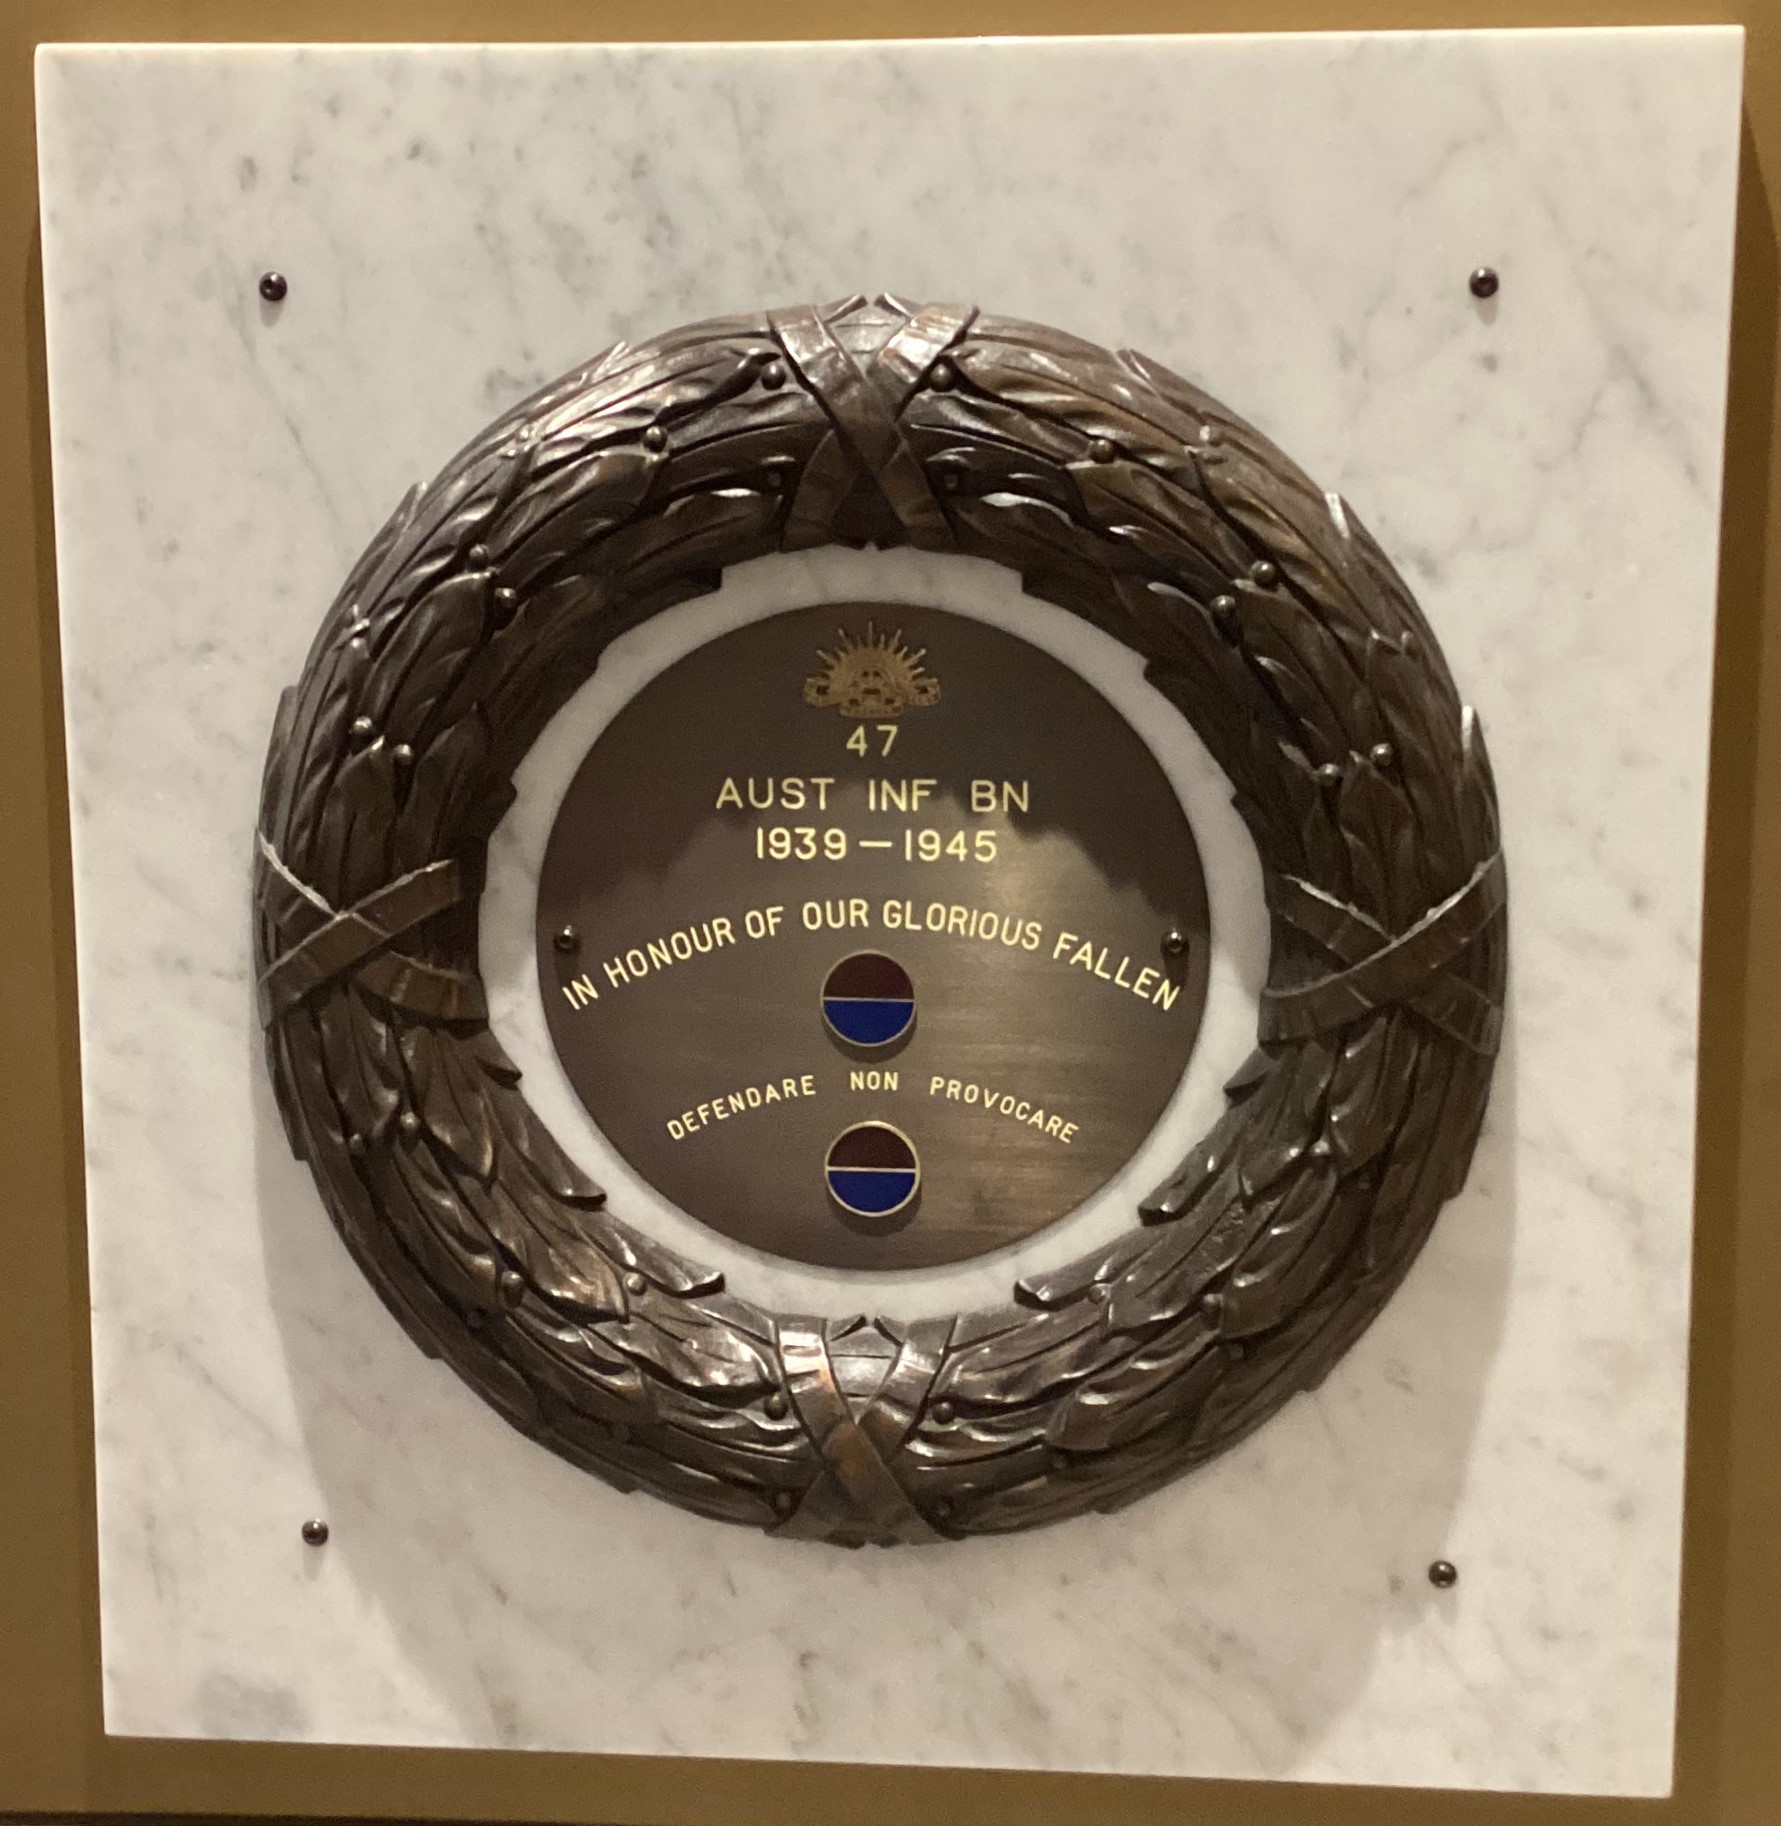 47
AUST INF BN
1939-1945
IN HONOUR OF OUR GLORIOUS FALLEN
DEFENDARE NON PROVOCARE